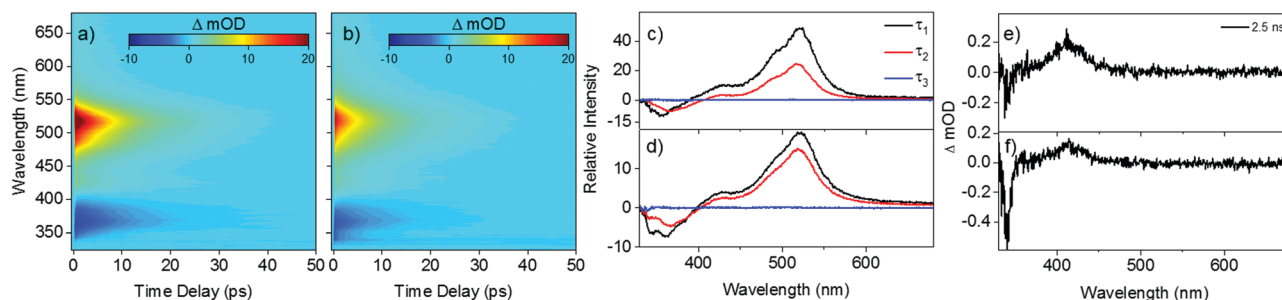 a)
Δ mOD
-10 0 10 20
Wavelength (nm)
650
600
550
500
450
400
350
0 10 20 30 40 50
Time Delay (ps)
b)
Δ mOD
-10 0 10 20
0 10 20 30 40 50
Time Delay (ps)
Relative Intensity
c)
τ1
τ2
τ3
40
20
0
-15
d)
10
0
-10
400 500 600
Wavelength (nm)
Δ mOD
e)
2.5 ns
0.2
0.0
-0.2
f)
0.2
0.0
-0.2
-0.4
400 500 600
Wavelength (nm)